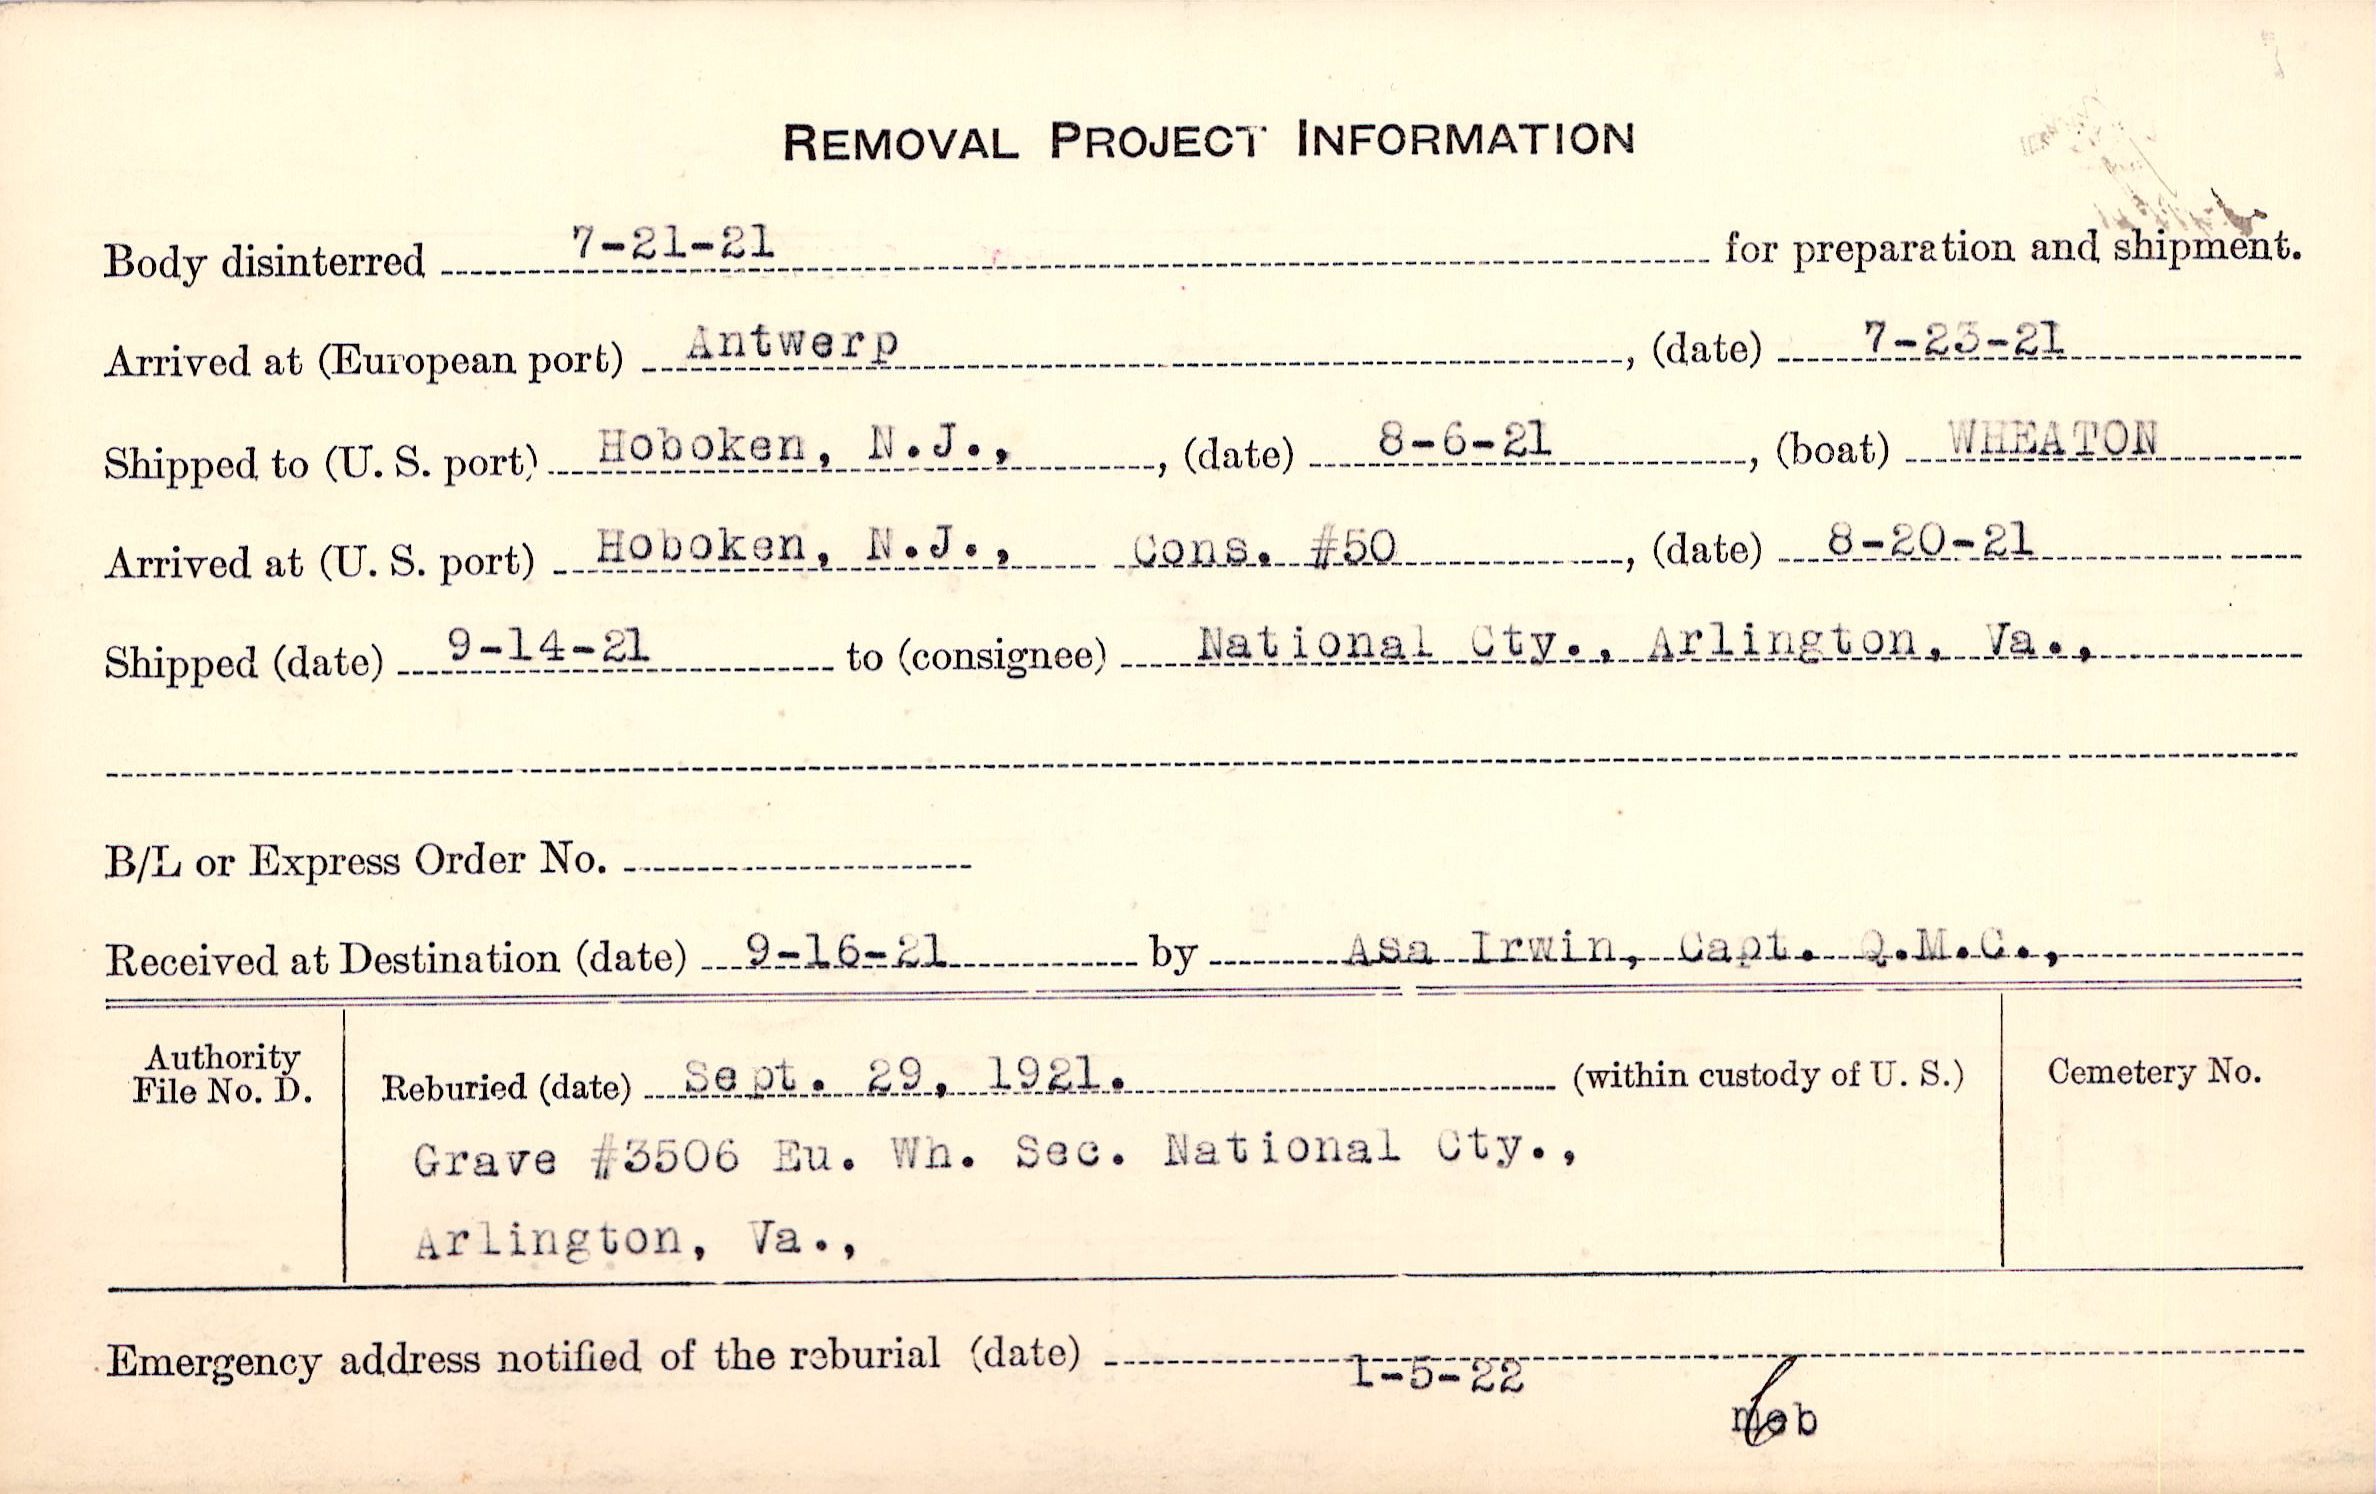 REMOVAL PROJECT INFORMATION
Body disinterred 7-21-21 for preparation and shipment.
Arrived at (European port) Antwerp, (date) 7-23-21
Shipped to (U. S. port) Hoboken, N.J., , (date) 8-6-21, (boat) WHEATON
Arrived at (U. S. port) Hoboken, N.J., Cons. #50, (date) 8-20-21
Shipped (date) 9-14-21 to (consignee) National Cty., Arlington, Va.,
B/L or Express Order No.
Received at Destination (date) 9-16-21 by Asa Irwin, Capt. Q.M.C.,
Authority
File No. D.
Reburied (date) Sept. 29, 1921. (within custody of U. S.)
Grave #3506 Eu. Wh. Sec. National Cty.,
Arlington, Va.,
Cemetery No.
Emergency address notified of the reburial (date) 1-5-22